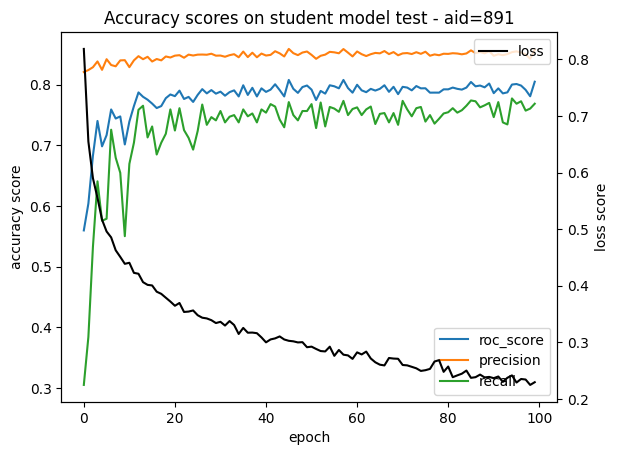 Accuracy scores on student model test - aid=891
loss
0.8
0.7
0.6
0.5
0.4
0.3
accuracy score
0.8
0.7
0.6
0.5
0.4
0.3
0.2
loss score
roc_score
precision
recall
0
20
40
60
80
100
epoch